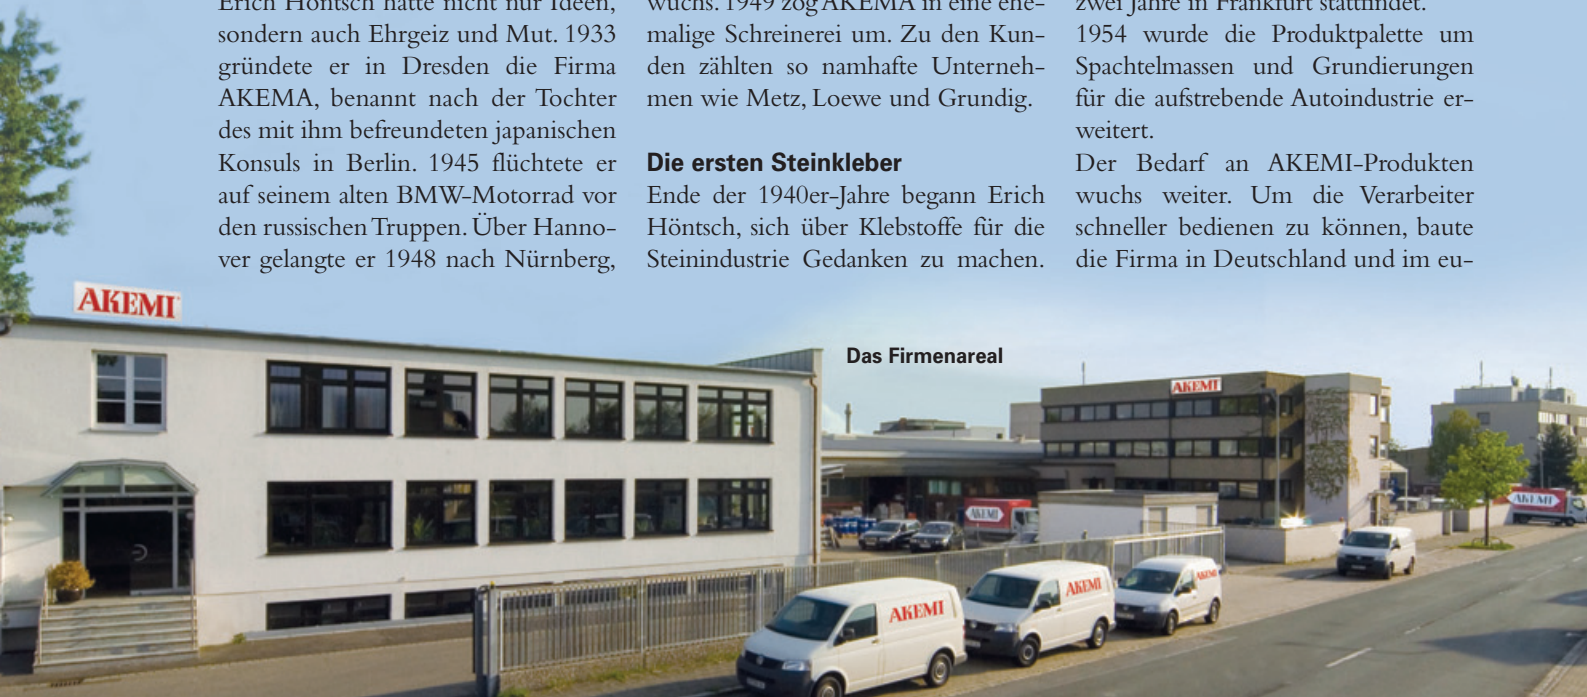 Erich Höntsch hatte nicht nur Ideen,
sondern auch Ehrgeiz und Mut. 1933
gründete er in Dresden die Firma
AKEMA, benannt nach der Tochter
des mit ihm befreundeten japanischen
Konsuls in Berlin. 1945 flüchtete er
auf seinem alten BMW-Motorrad vor
den russischen Truppen. Über Hanno-
ver gelangte er 1948 nach Nürnberg,
wuchs. 1949 zog AKEMA in eine ehe-
malige Schreinerei um. Zu den Kun-
den zählten so namhafte Unterneh-
men wie Metz, Loewe und Grundig.
Die ersten Steinkleber
Ende der 1940er-Jahre begann Erich
Höntsch, sich über Klebstoffe für die
Steinindustrie Gedanken zu machen.
zwei Jahre in Frankfurt stattfindet.
1954 wurde die Produktpalette um
Spachtelmassen und Grundierungen
für die aufstrebende Autoindustrie er-
weitert.
Der Bedarf an AKEMI-Produkten
wuchs weiter. Um die Verarbeiter
schneller bedienen zu können, baute
die Firma in Deutschland und im eu-
AKEMI
Das Firmenareal
AKEMI
AKEMI
AKEMI
AKEMI
AKEMI
AKEMI